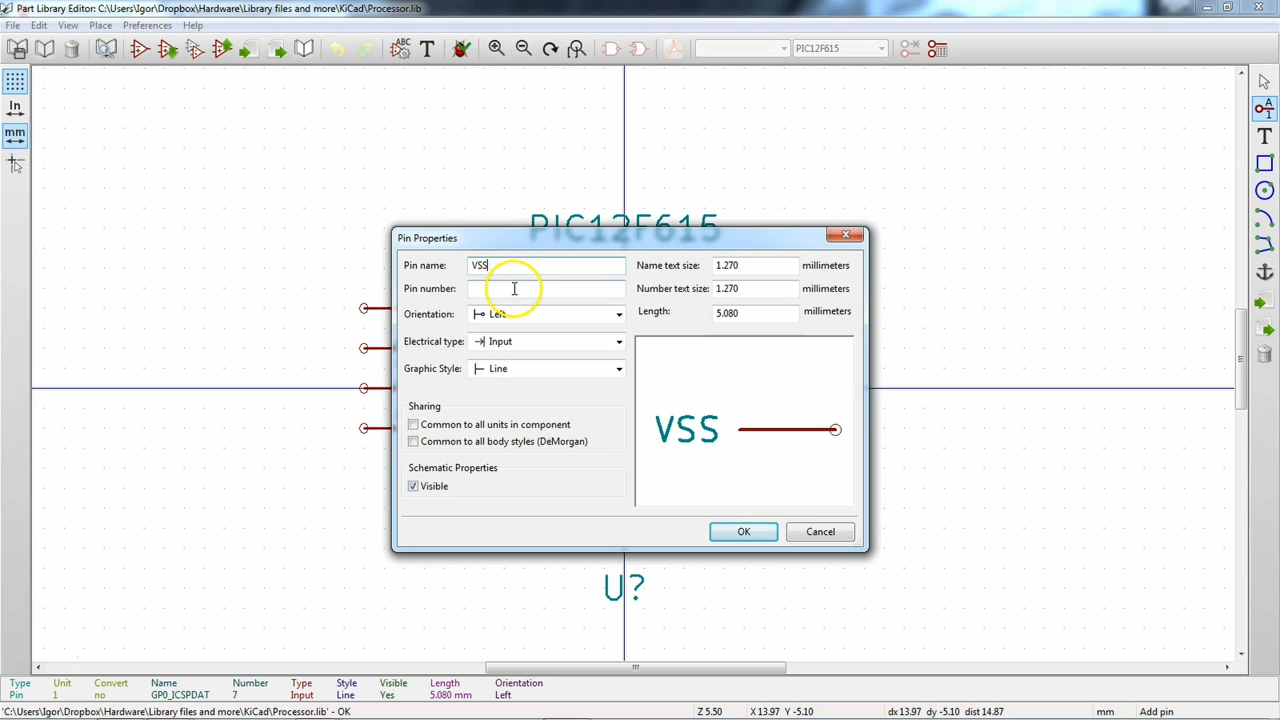 Part Library Editor: C:\Users\Igor\Dropbox\Hardware\Library files and more\KiCad\Processor.lib
File Edit View Place Preferences Help
PIC12F615
In
mm
PIC12F615
Pin Properties
Pin name: VSS Name text size: 1.270 millimeters
Pin number: Number text size: 1.270 millimeters
Orientation: Left Length: 5.080 millimeters
Electrical type: Input
Graphic Style: Line
Sharing
Common to all units in component
Common to all body styles (DeMorgan)
VSS
Schematic Properties
Visible
OK Cancel
U?
Type Unit Convert Name Number Type Style Visible Length Orientation
Pin 1 no GP0_ICSPDAT 7 Input Line Yes 5.080 mm Left
'C:\Users\Igor\Dropbox\Hardware\Library files and more\KiCad\Processor.lib' - OK Z 5.50 X 13.97 Y -5.10 dx 13.97 dy -5.10 dist 14.87 mm Add pin